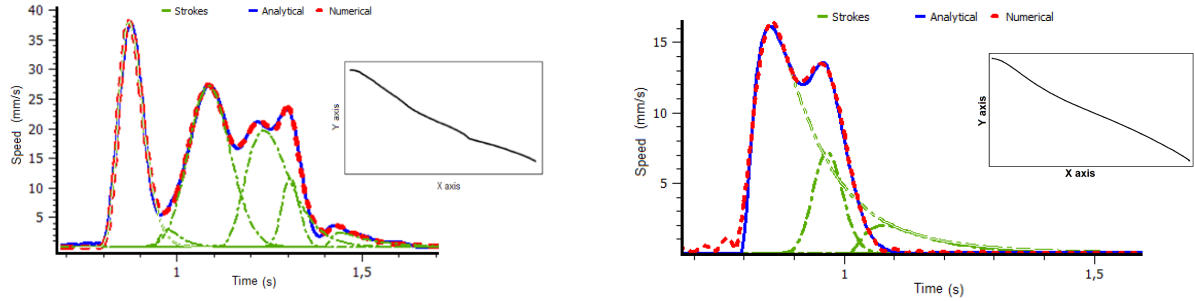 Strokes Analytical Numerical
40
35
30
25
20
15
10
5
Speed (mm/s)
Y axis
X axis
1 1,5
Time (s)
Strokes Analytical Numerical
15
10
5
Speed (mm/s)
Y axis
X axis
1 1,5
Time (s)